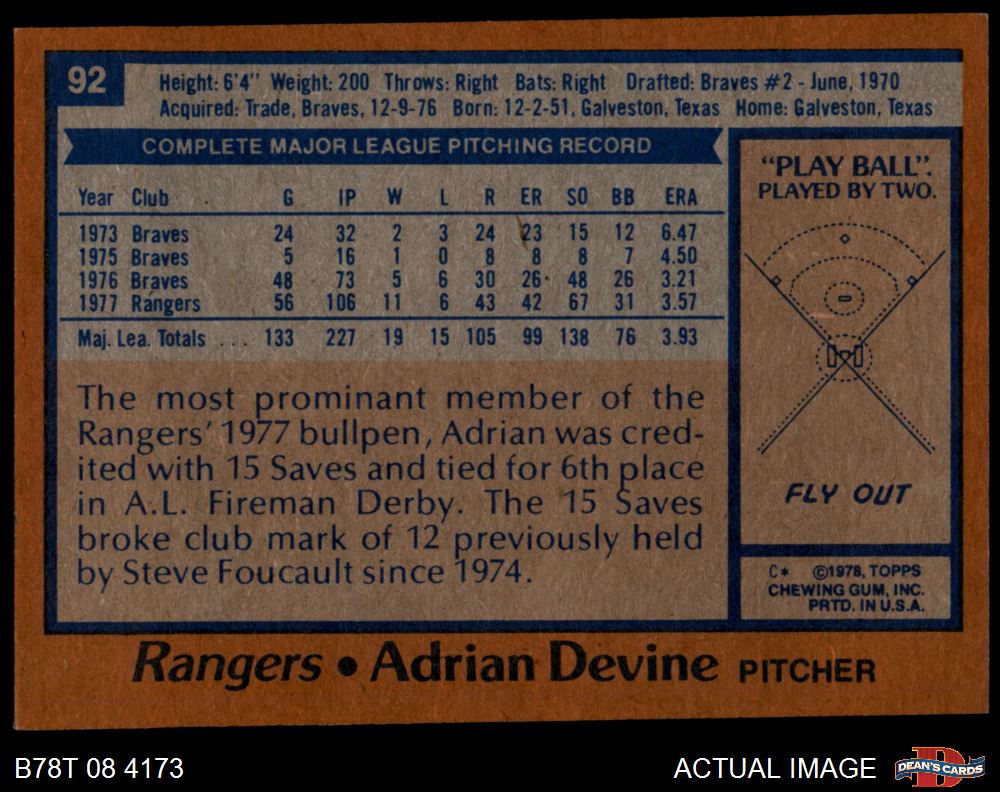 92
Height: 6'4" Weight: 200 Throws: Right Bats: Right Drafted: Braves #2 - June, 1970
Acquired: Trade, Braves, 12-9-76 Born: 12-2-51, Galveston, Texas Home: Galveston, Texas
COMPLETE MAJOR LEAGUE PITCHING RECORD
Year Club G IP W L R ER SO BB ERA
1973 Braves 24 32 2 3 24 23 15 12 6.47
1975 Braves 5 16 1 0 8 8 8 7 4.50
1976 Braves 48 73 5 6 30 26 48 26 3.21
1977 Rangers 56 106 11 6 43 42 67 31 3.57
Maj. Lea. Totals ... 133 227 19 15 105 99 138 76 3.93
The most prominant member of the
Rangers' 1977 bullpen, Adrian was cred-
ited with 15 Saves and tied for 6th place
in A.L. Fireman Derby. The 15 Saves
broke club mark of 12 previously held
by Steve Foucault since 1974.
"PLAY BALL".
PLAYED BY TWO.
FLY OUT
C* ©1978, TOPPS
CHEWING GUM, INC.
PRTD. IN U.S.A.
Rangers • Adrian Devine PITCHER
B78T 08 4173
ACTUAL IMAGE
D
DEAN'S CARDS